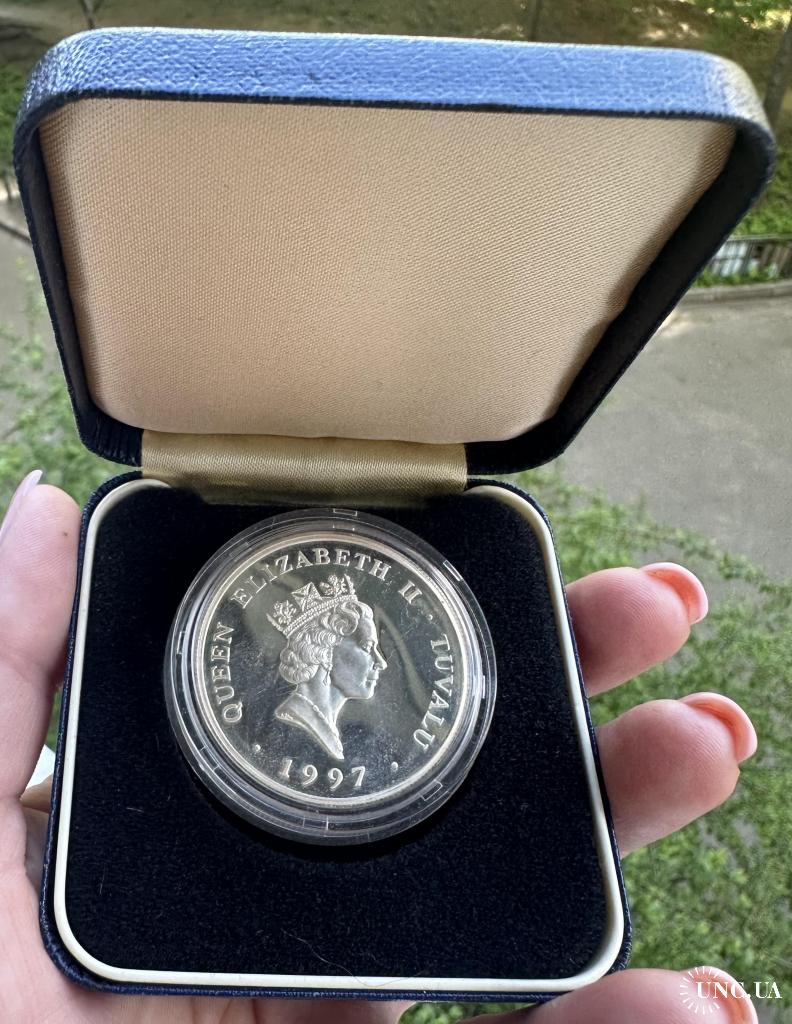 QUEEN ELIZABETH II · TUVALU
· 1997 ·
UNC.UA